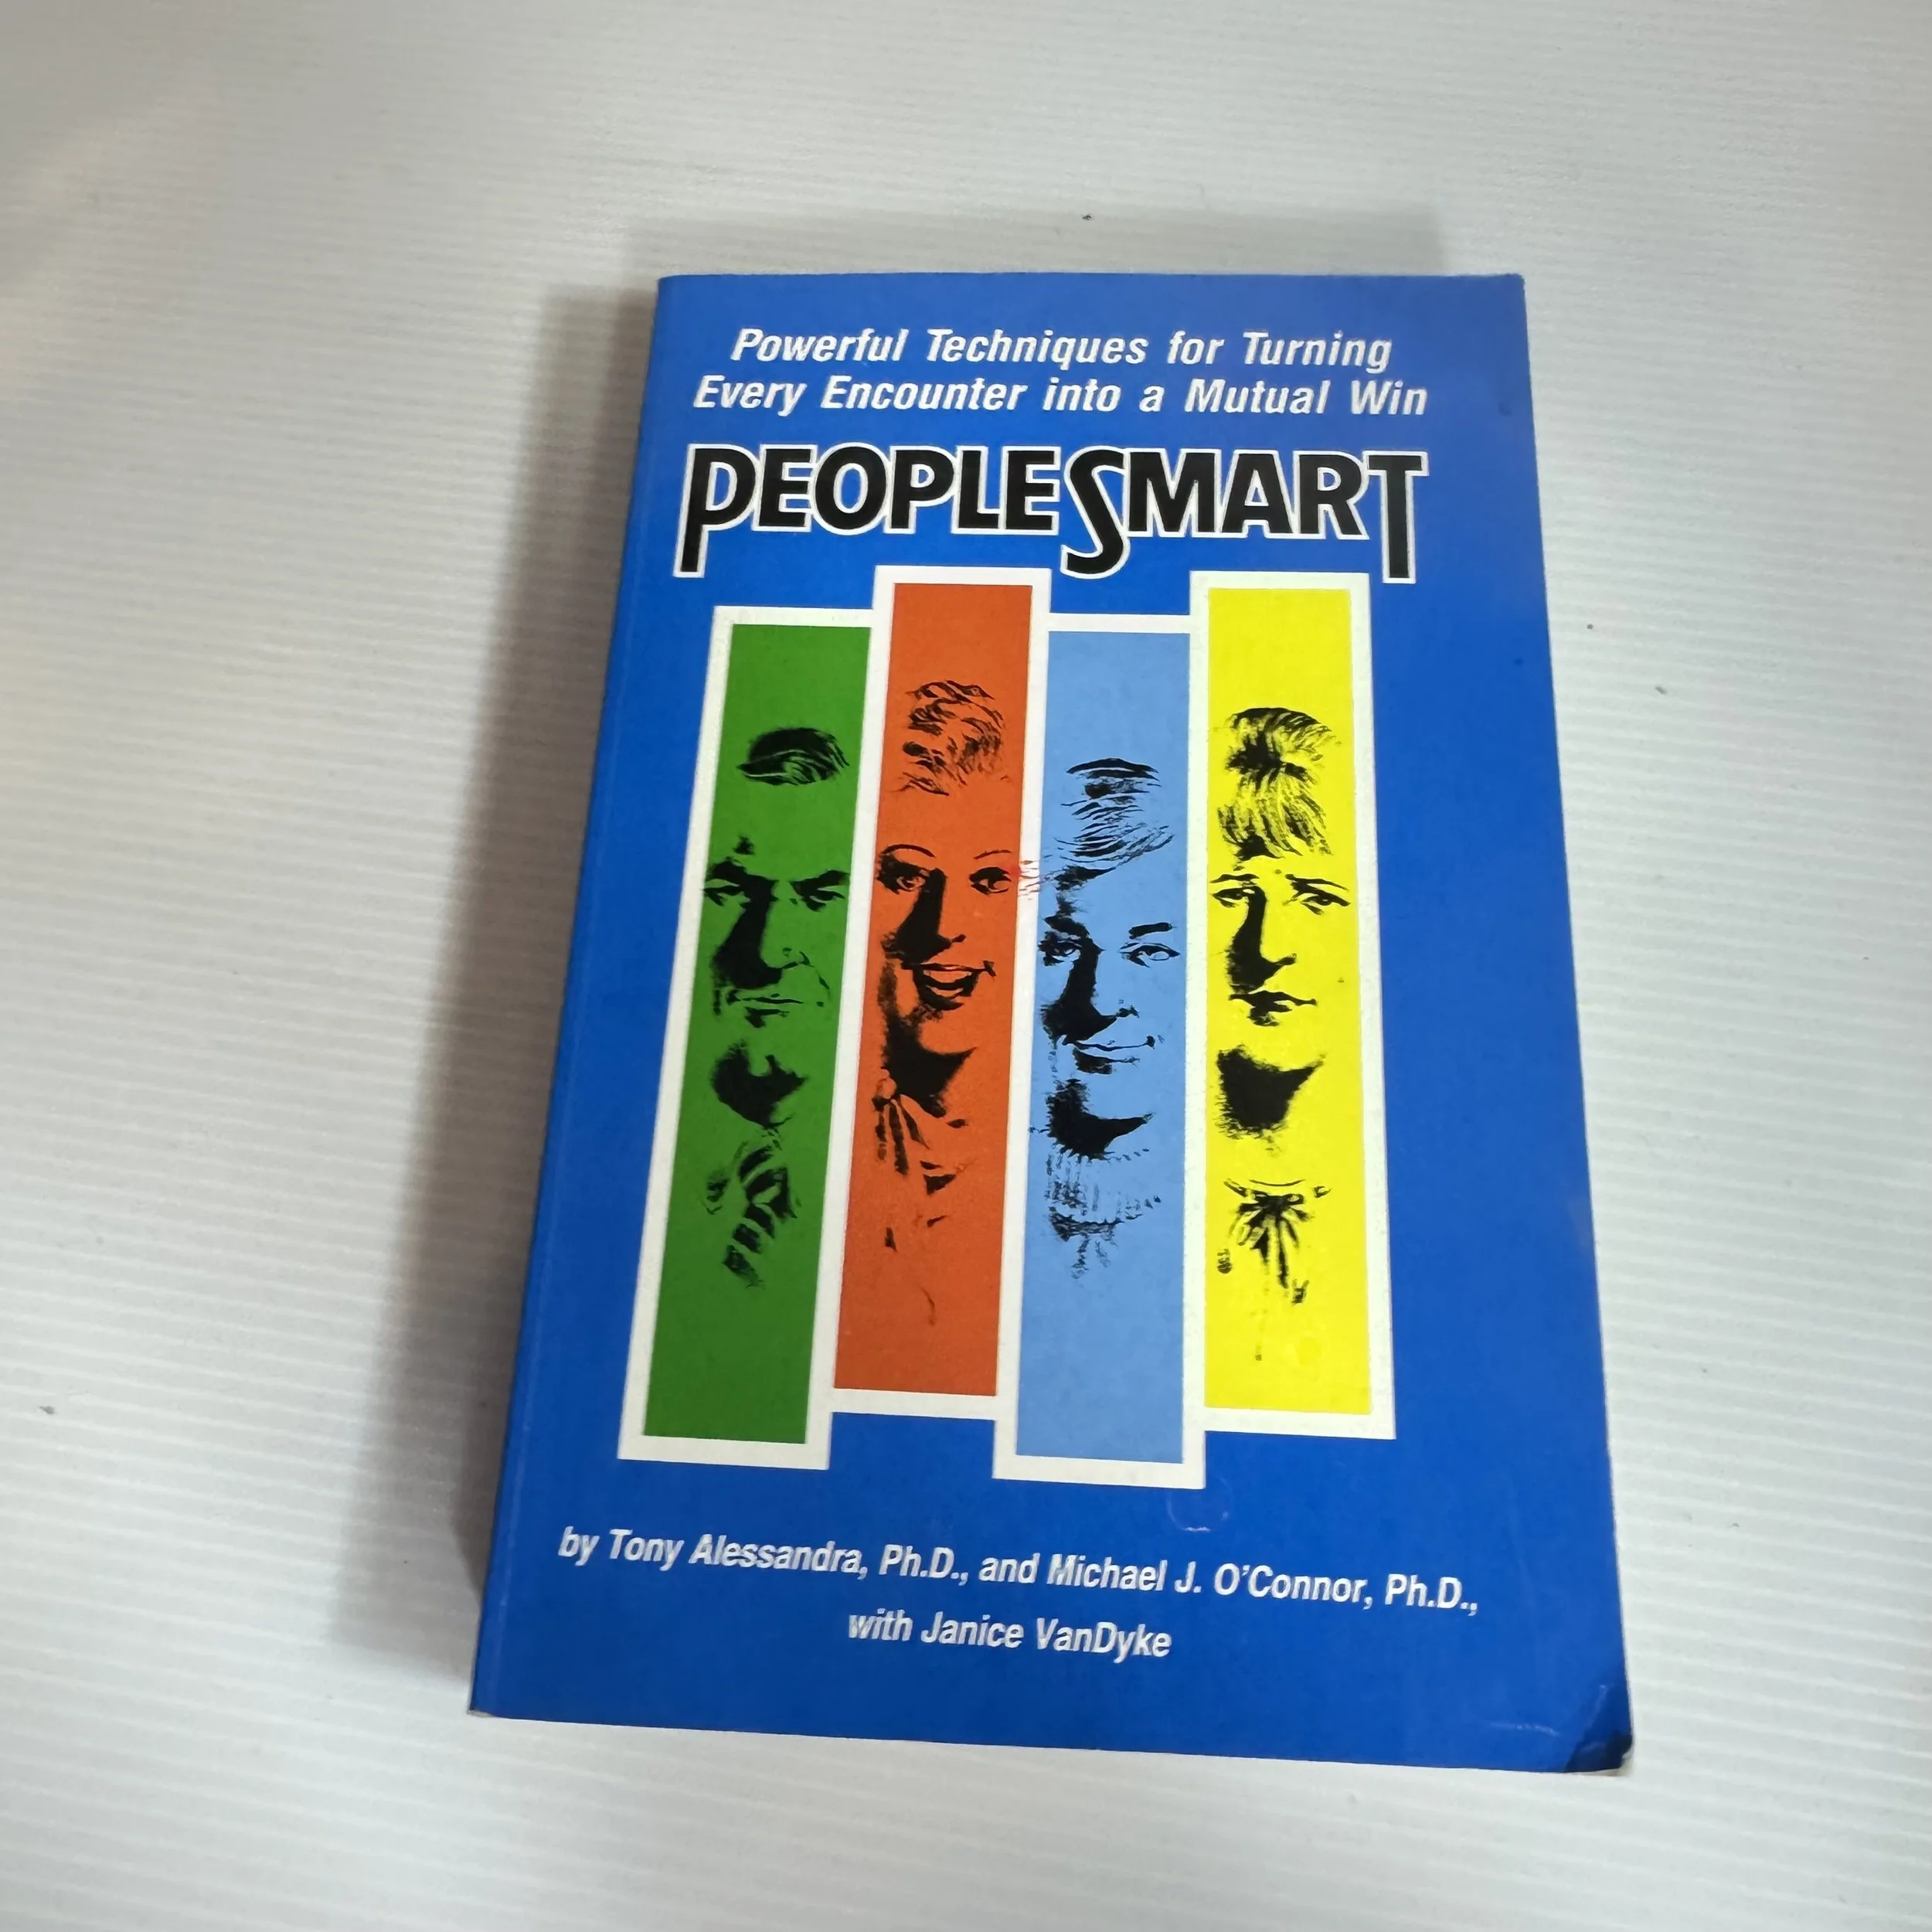 Powerful Techniques for Turning
Every Encounter into a Mutual Win
PEOPLESMART
by Tony Alessandra, Ph.D., and Michael J. O'Connor, Ph.D.,
with Janice VanDyke